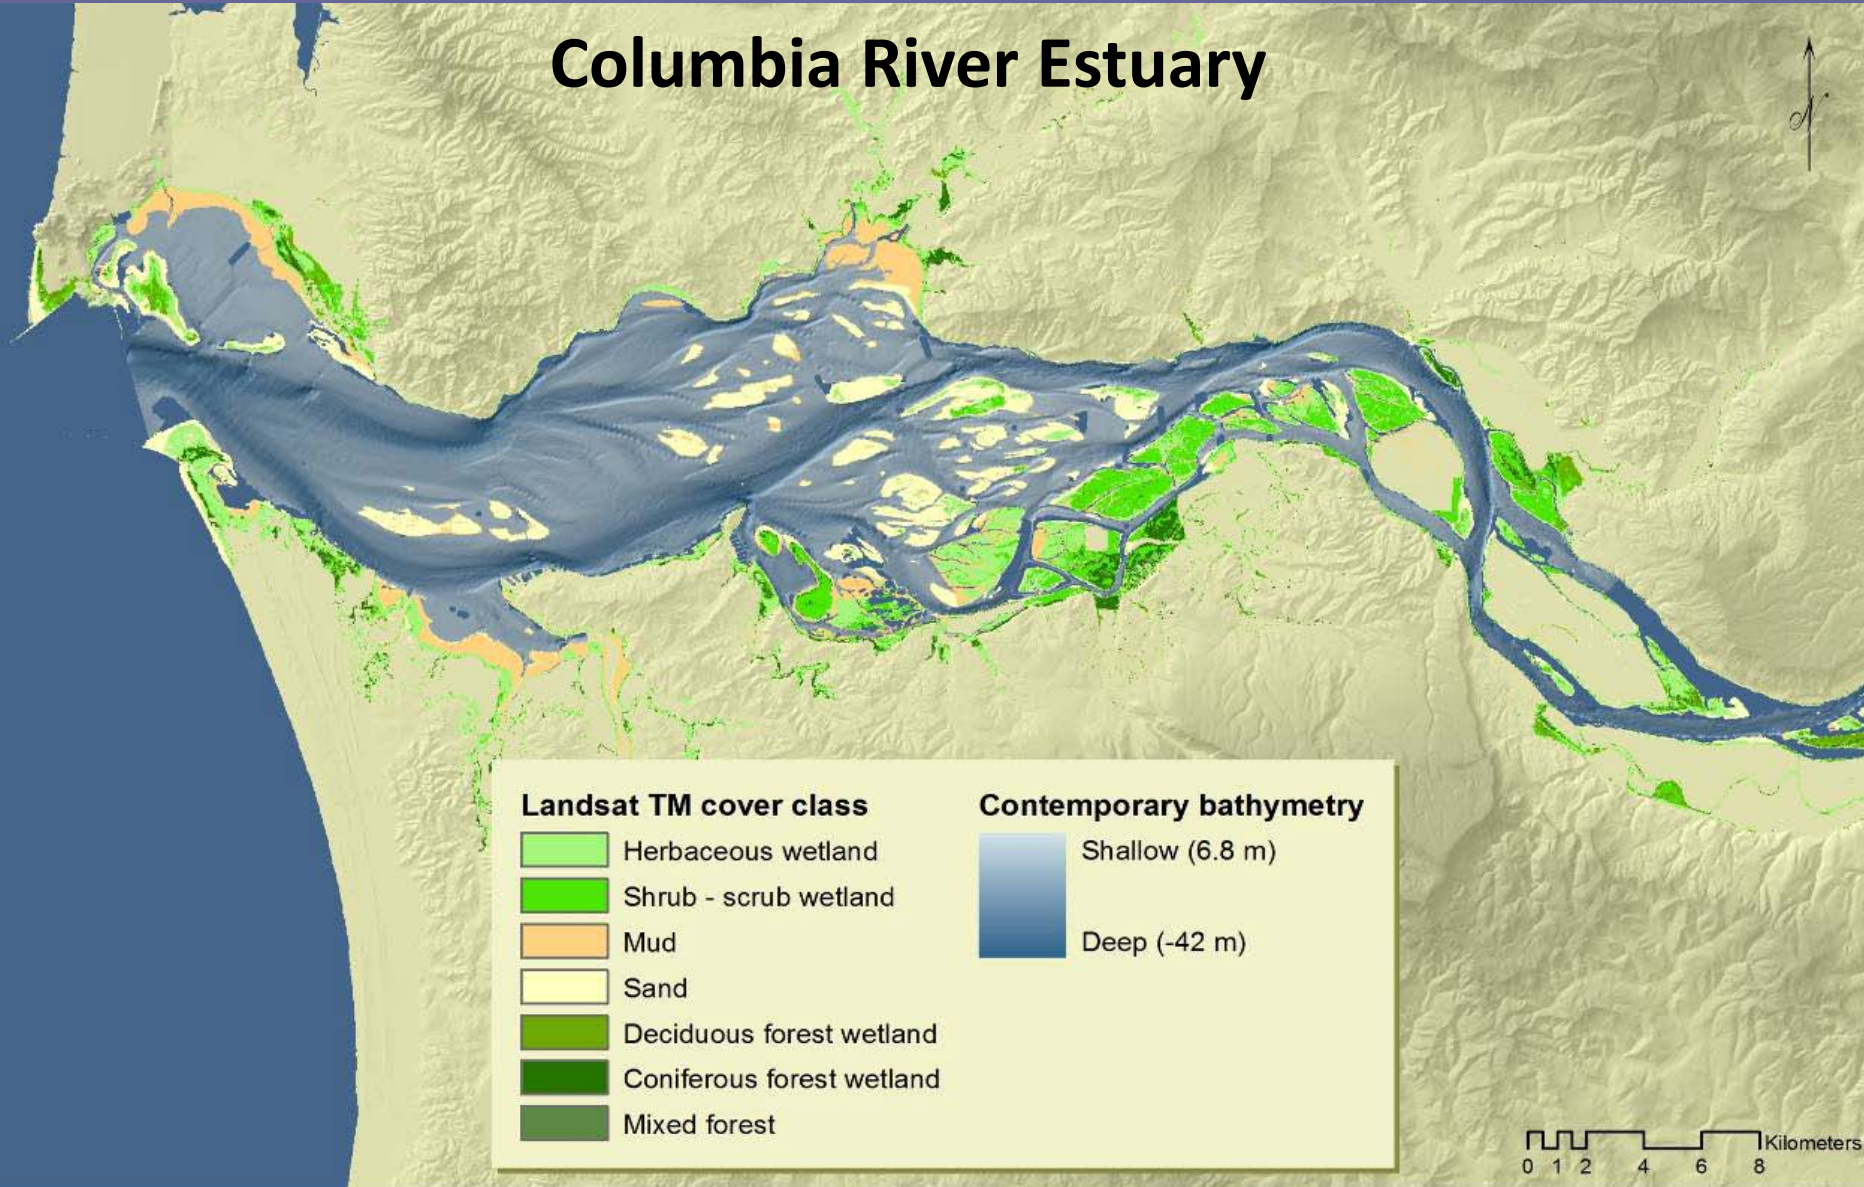 Columbia River Estuary
N
Landsat TM cover class
Herbaceous wetland
Shrub - scrub wetland
Mud
Sand
Deciduous forest wetland
Coniferous forest wetland
Mixed forest
Contemporary bathymetry
Shallow (6.8 m)
Deep (-42 m)
Kilometers
0 1 2 4 6 8